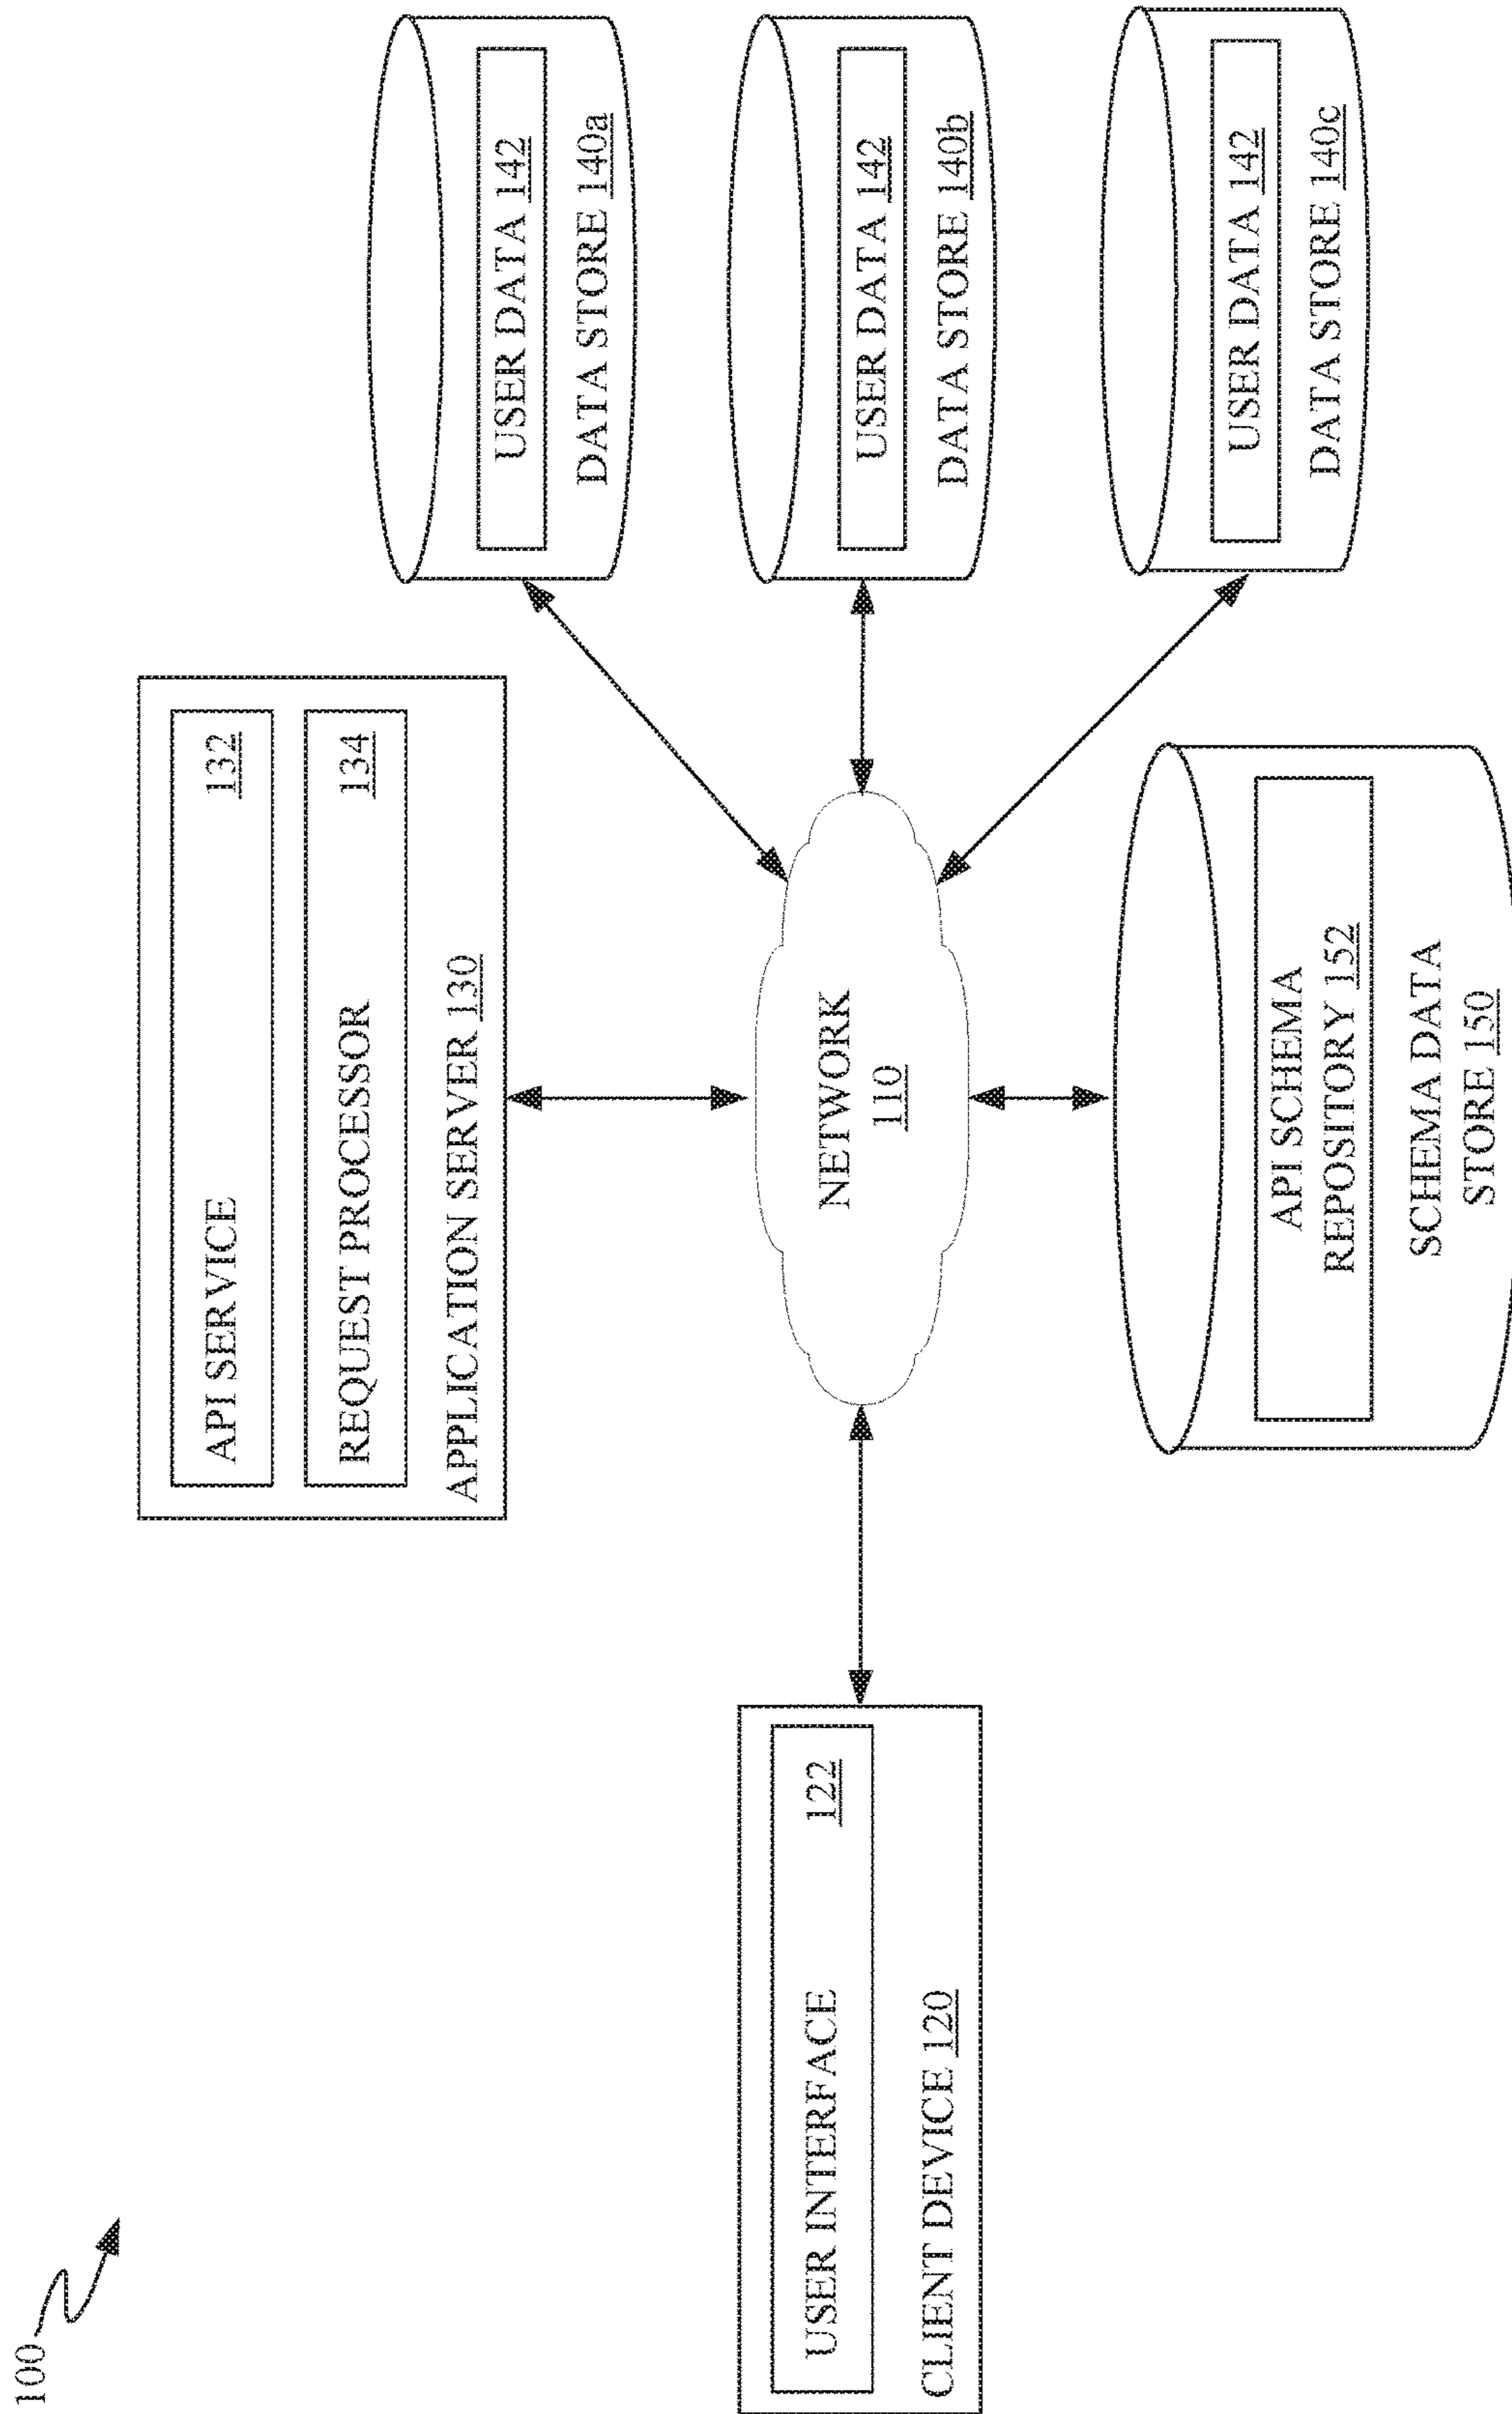 100
API SERVICE 132
REQUEST PROCESSOR 134
APPLICATION SERVER 130
USER INTERFACE 122
CLIENT DEVICE 120
NETWORK
110
USER DATA 142
DATA STORE 140a
USER DATA 142
DATA STORE 140b
USER DATA 142
DATA STORE 140c
API SCHEMA
REPOSITORY 152
SCHEMA DATA
STORE 150